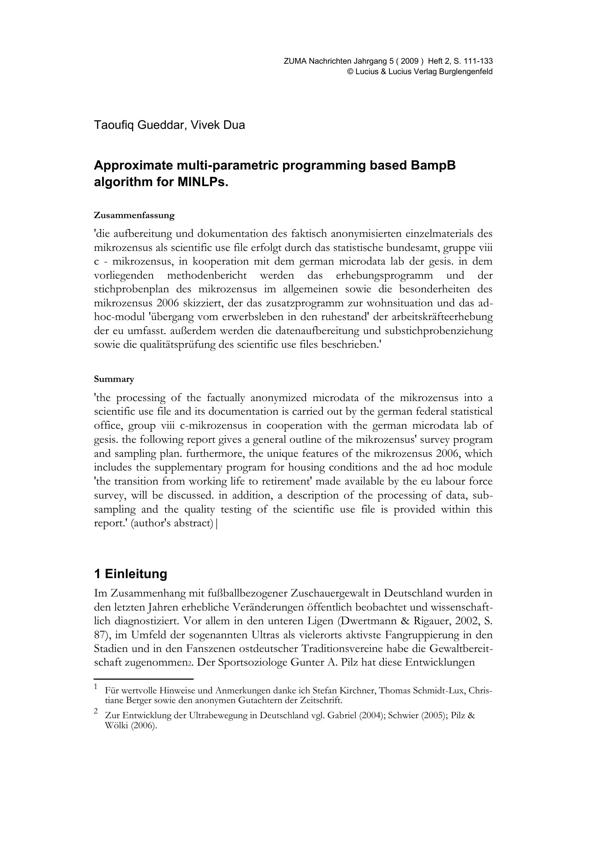 ZUMA Nachrichten Jahrgang 5 ( 2009 ) Heft 2, S. 111-133
© Lucius & Lucius Verlag Burglengenfeld
Taoufiq Gueddar, Vivek Dua
Approximate multi-parametric programming based BampB
algorithm for MINLPs.
Zusammenfassung
'die aufbereitung und dokumentation des faktisch anonymisierten einzelmaterials des
mikrozensus als scientific use file erfolgt durch das statistische bundesamt, gruppe viii
c - mikrozensus, in kooperation mit dem german microdata lab der gesis. in dem
vorliegenden methodenbericht werden das erhebungsprogramm und der
stichprobenplan des mikrozensus im allgemeinen sowie die besonderheiten des
mikrozensus 2006 skizziert, der das zusatzprogramm zur wohnsituation und das ad-
hoc-modul 'übergang vom erwerbsleben in den ruhestand' der arbeitskräfteerhebung
der eu umfasst. außerdem werden die datenaufbereitung und substichprobenziehung
sowie die qualitätsprüfung des scientific use files beschrieben.'
Summary
'the processing of the factually anonymized microdata of the mikrozensus into a
scientific use file and its documentation is carried out by the german federal statistical
office, group viii c-mikrozensus in cooperation with the german microdata lab of
gesis. the following report gives a general outline of the mikrozensus' survey program
and sampling plan. furthermore, the unique features of the mikrozensus 2006, which
includes the supplementary program for housing conditions and the ad hoc module
'the transition from working life to retirement' made available by the eu labour force
survey, will be discussed. in addition, a description of the processing of data, sub-
sampling and the quality testing of the scientific use file is provided within this
report.' (author's abstract)|
1 Einleitung
Im Zusammenhang mit fußballbezogener Zuschauergewalt in Deutschland wurden in
den letzten Jahren erhebliche Veränderungen öffentlich beobachtet und wissenschaft-
lich diagnostiziert. Vor allem in den unteren Ligen (Dwertmann & Rigauer, 2002, S.
87), im Umfeld der sogenannten Ultras als vielerorts aktivste Fangruppierung in den
Stadien und in den Fanszenen ostdeutscher Traditionsvereine habe die Gewaltbereit-
schaft zugenommen2. Der Sportsoziologe Gunter A. Pilz hat diese Entwicklungen
1 Für wertvolle Hinweise und Anmerkungen danke ich Stefan Kirchner, Thomas Schmidt-Lux, Chris-
tiane Berger sowie den anonymen Gutachtern der Zeitschrift.
2 Zur Entwicklung der Ultrabewegung in Deutschland vgl. Gabriel (2004); Schwier (2005); Pilz &
Wölki (2006).